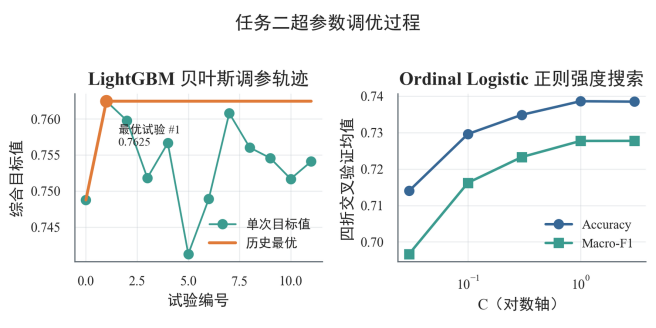 任务二超参数调优过程
LightGBM 贝叶斯调参轨迹
综合目标值
0.760
0.755
0.750
0.745
最优试验 #1
0.7625
单次目标值
历史最优
0.0
2.5
5.0
7.5
10.0
试验编号
Ordinal Logistic 正则强度搜索
四折交叉验证均值
0.74
0.73
0.72
0.71
0.70
Accuracy
Macro-F1
10⁻¹
10⁰
C（对数轴）